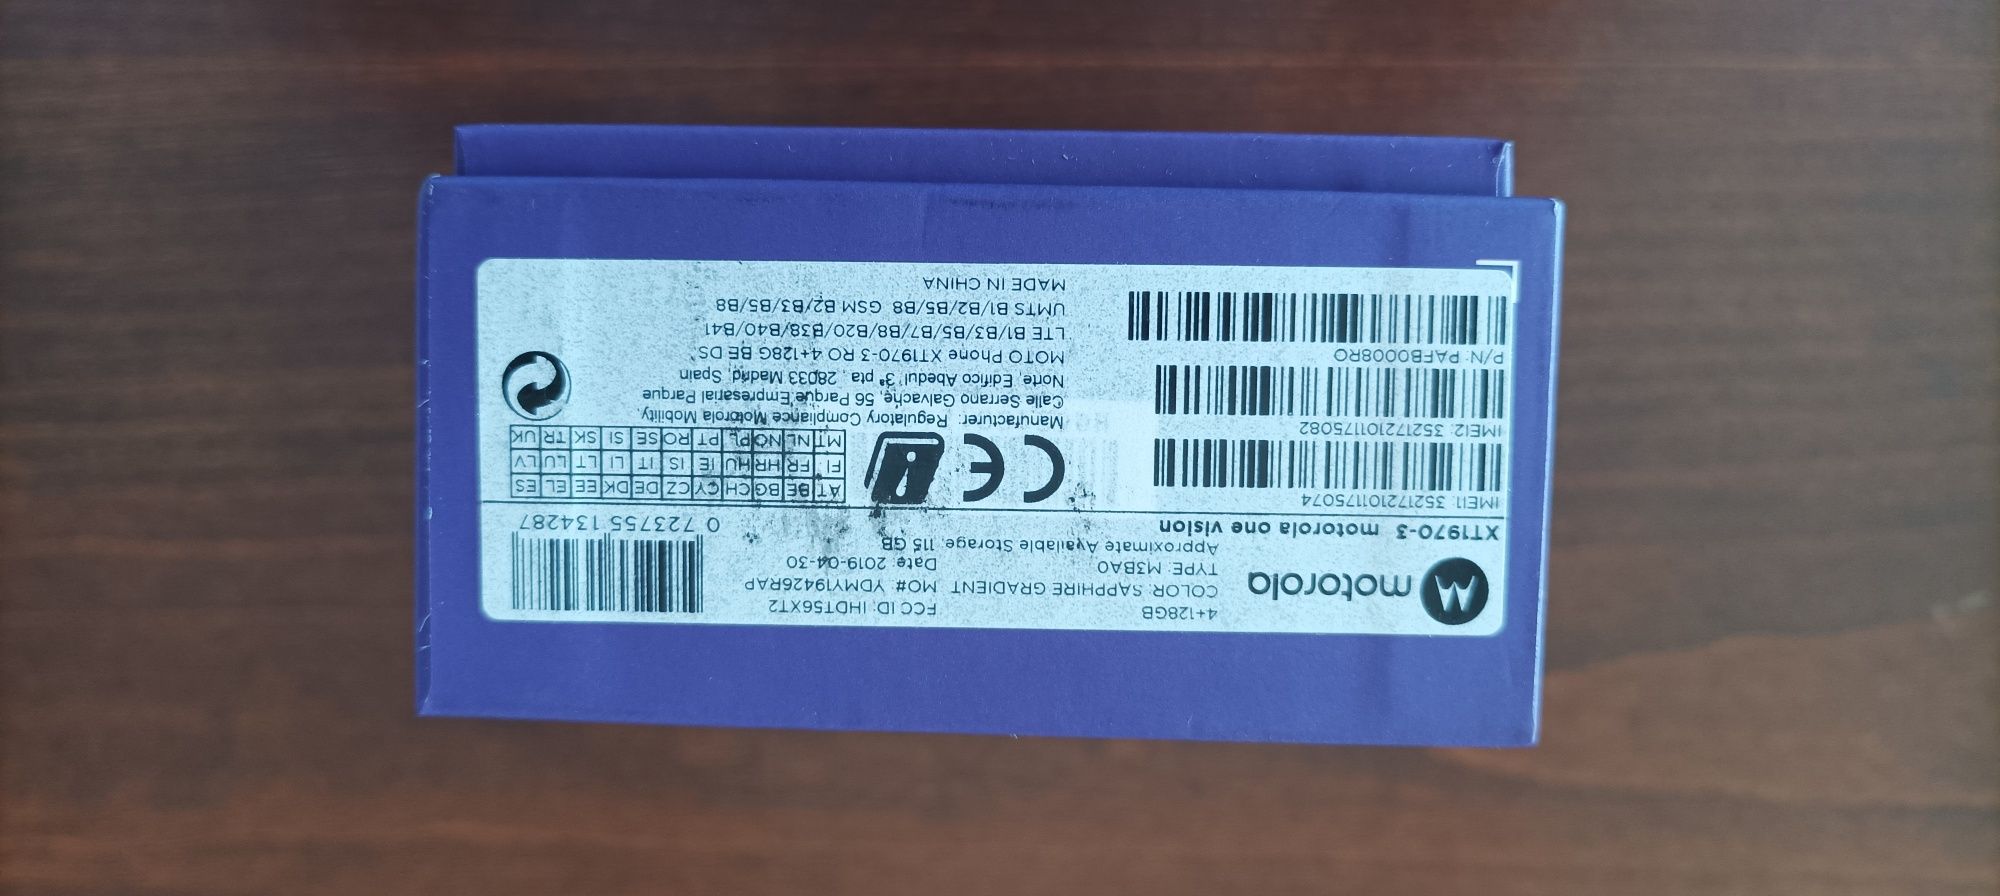 motorola
4+128GB
COLOR: SAPPHIRE GRADIENT
TYPE: M3BA0
Approximate Available Storage: 115 GB
FCC ID: IHDT56XT2
MO#: YDMY19426RAP
Date: 2019-04-30
0 723755 134287
XT1970-3 motorola one vision
IMEI1: 3521772101175074
IMEI2: 3521772101175082
P/N: PAFB0008RO
AT BE BG CH CY CZ DE DK EE EL ES
FI FR HR HU IE IS IT LI LT LU LV
MT NL NO PL PT RO SE SI SK TR UK
Manufacturer: Regulatory Compliance Motorola Mobility
Calle Serrano Galvache, 56 Parque Empresarial Parque
Norte, Edifico Abedul, 3ª pta , 28033 Madrid, Spain
MOTO Phone XT1970-3 RO 4+128G BE DS
LTE B1/B3/B5/B7/B8/B20/B38/B40/B41
UMTS B1/B2/B5/B8 GSM B2/B3/B5/B8
MADE IN CHINA